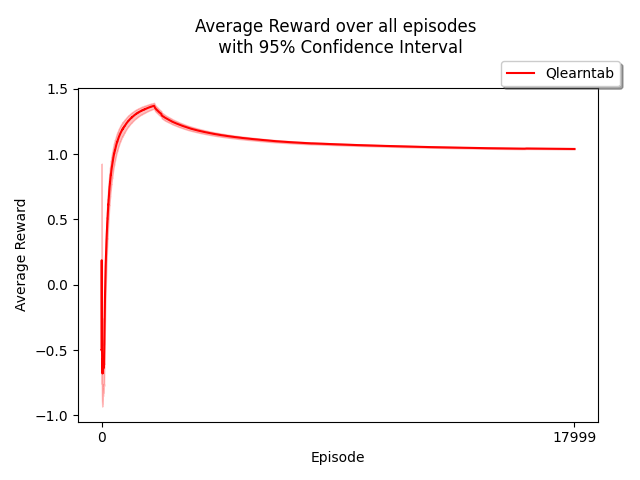 Average Reward over all episodes
with 95% Confidence Interval
Qlearntab
1.5
1.0
0.5
0.0
−0.5
−1.0
Average Reward
0
17999
Episode